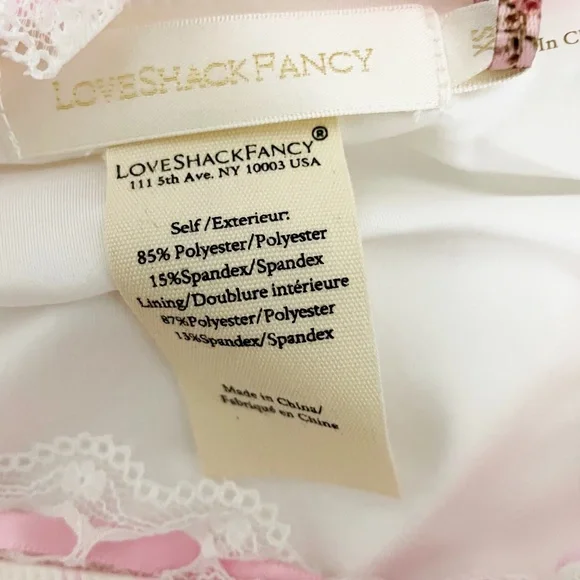 LOVESHACKFANCY
XS
In C
LOVESHACKFANCY®
111 5th Ave. NY 10003 USA
Self/Exterieur:
85% Polyester/Polyester
15%Spandex/Spandex
Lining/Doublure intérieure
87%Polyester/Polyester
13%Spandex/Spandex
Made in China/
Fabriqué en Chine